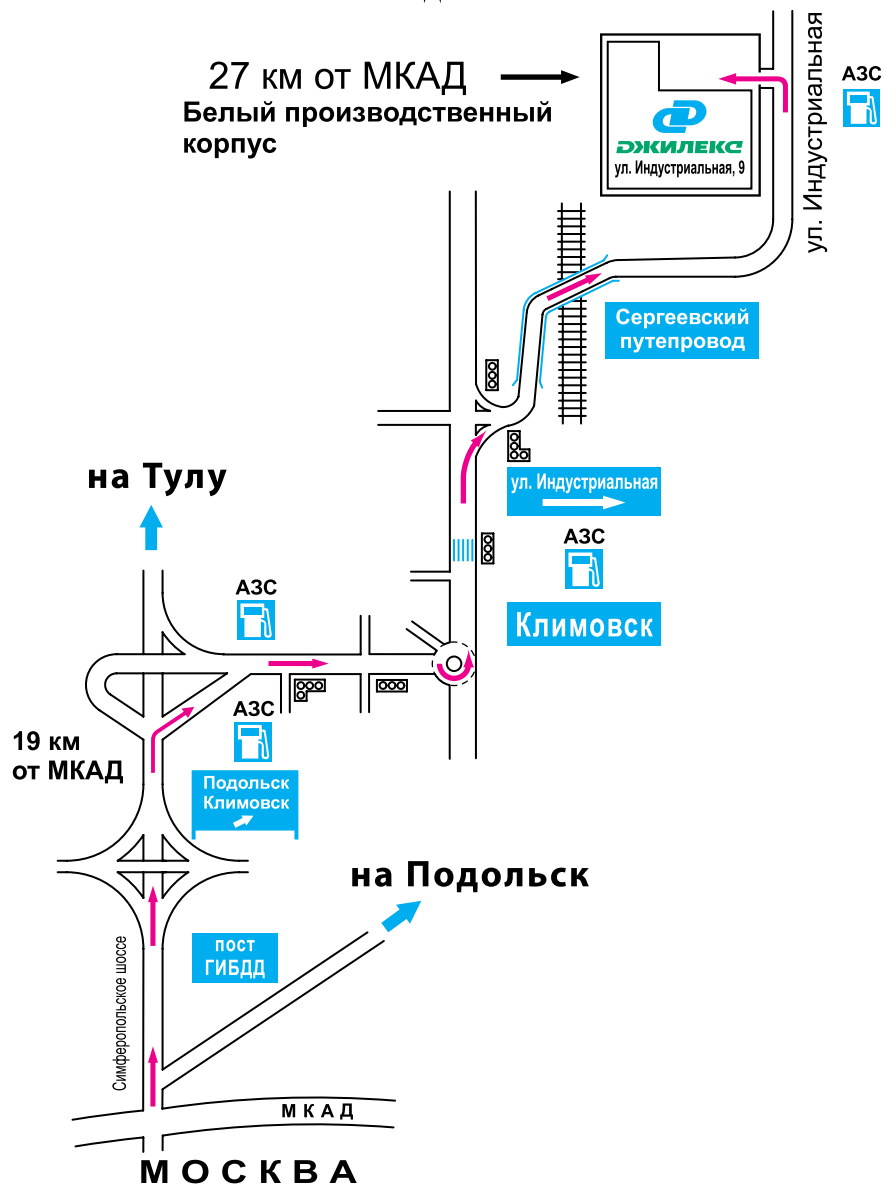 27 км от МКАД
Белый производственный
корпус
ДЖИЛЕКС
ул. Индустриальная, 9
ул. Индустриальная
АЗС
Сергеевский
путепровод
на Тулу
ул. Индустриальная
АЗС
Климовск
АЗС
АЗС
19 км
от МКАД
Подольск
Климовск
на Подольск
пост
ГИБДД
Симферопольское шоссе
МКАД
МОСКВА